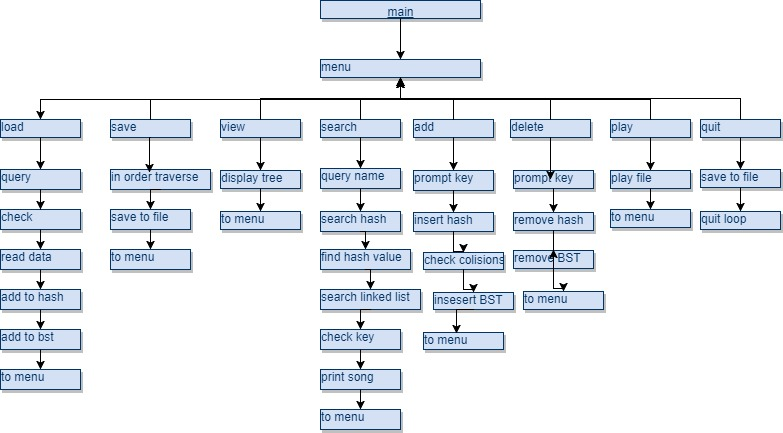 main
menu
load
query
check
read data
add to hash
add to bst
to menu
save
in order traverse
save to file
to menu
view
display tree
to menu
search
query name
search hash
find hash value
search linked list
check key
print song
to menu
add
prompt key
insert hash
check colisions
insesert BST
to menu
delete
prompt key
remove hash
remove BST
to menu
play
play file
to menu
quit
save to file
quit loop